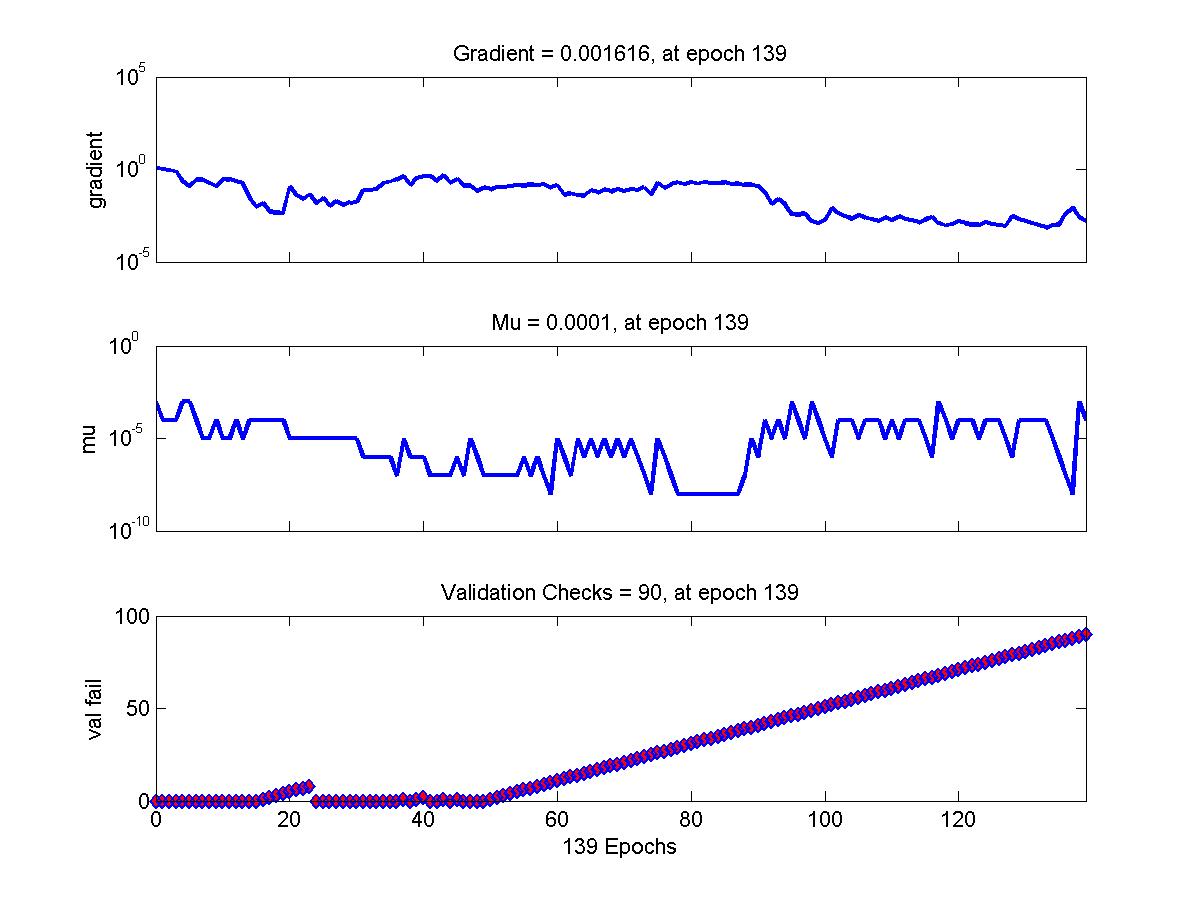 Gradient = 0.001616, at epoch 139
10^5
10^0
10^-5
gradient
Mu = 0.0001, at epoch 139
10^0
10^-5
10^-10
mu
Validation Checks = 90, at epoch 139
100
50
0
val fail
0 20 40 60 80 100 120
139 Epochs